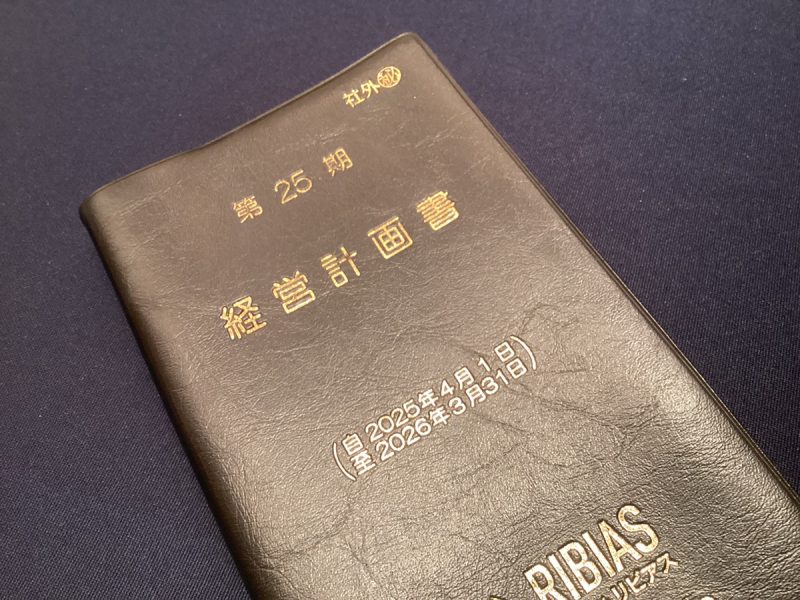 社外㊙
第25期
経営計画書
(自 2025年4月1日
至 2026年3月31日)
RIBIAS
リビアス